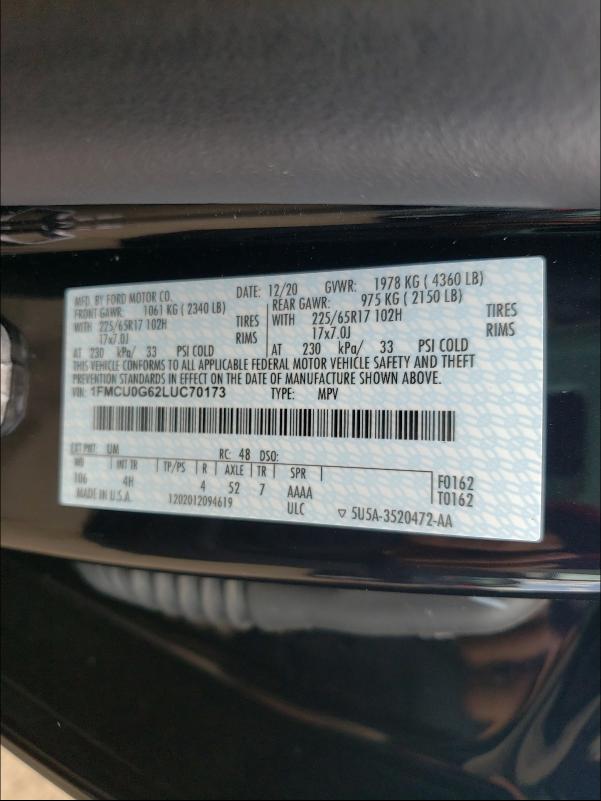 MFD. BY FORD MOTOR CO. DATE: 12/20 GVWR: 1978 KG ( 4360 LB)
FRONT GAWR: 1061 KG ( 2340 LB) REAR GAWR: 975 KG ( 2150 LB)
WITH 225/65R17 102H TIRES WITH 225/65R17 102H TIRES
17x7.0J RIMS 17x7.0J RIMS
AT 230 kPa/ 33 PSI COLD AT 230 kPa/ 33 PSI COLD
THIS VEHICLE CONFORMS TO ALL APPLICABLE FEDERAL MOTOR VEHICLE SAFETY AND THEFT
PREVENTION STANDARDS IN EFFECT ON THE DATE OF MANUFACTURE SHOWN ABOVE.
VIN: 1FMCU0G62LUC70173 TYPE: MPV
EXT PNT: UM RC: 48 DSO:
WB INT TR TP/PS R AXLE TR SPR
106 4H 4 52 7 AAAA F0162
ULC T0162
MADE IN U.S.A. 1202012094619 ▽ 5U5A-3520472-AA